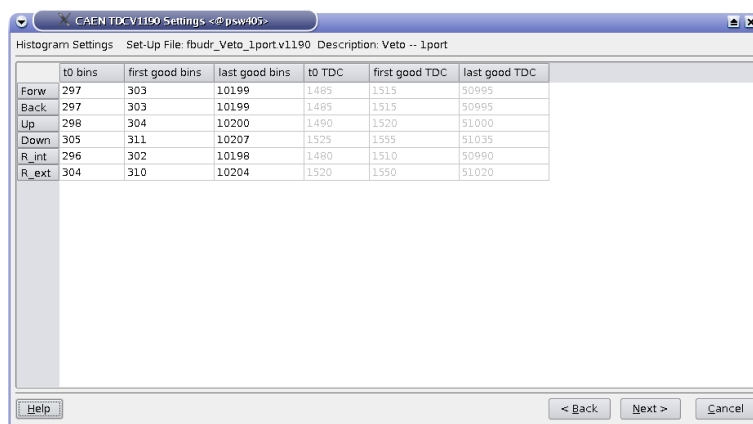 CAEN TDCV1190 Settings <@psw405>
Histogram Settings Set-Up File: fbudr_Veto_1port.v1190 Description: Veto -- 1port
t0 bins first good bins last good bins t0 TDC first good TDC last good TDC
Forw 297 303 10199 1485 1515 50995
Back 297 303 10199 1485 1515 50995
Up 298 304 10200 1490 1520 51000
Down 305 311 10207 1525 1555 51035
R_int 296 302 10198 1480 1510 50990
R_ext 304 310 10204 1520 1550 51020
Help < Back Next > Cancel